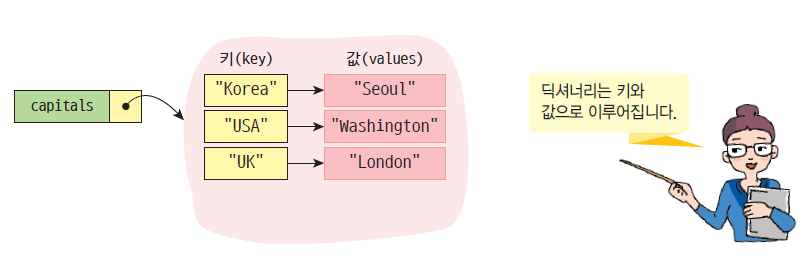 키(key) 값(values)
capitals
"Korea" "Seoul"
"USA" "Washington"
"UK" "London"
딕셔너리는 키와
값으로 이루어집니다.